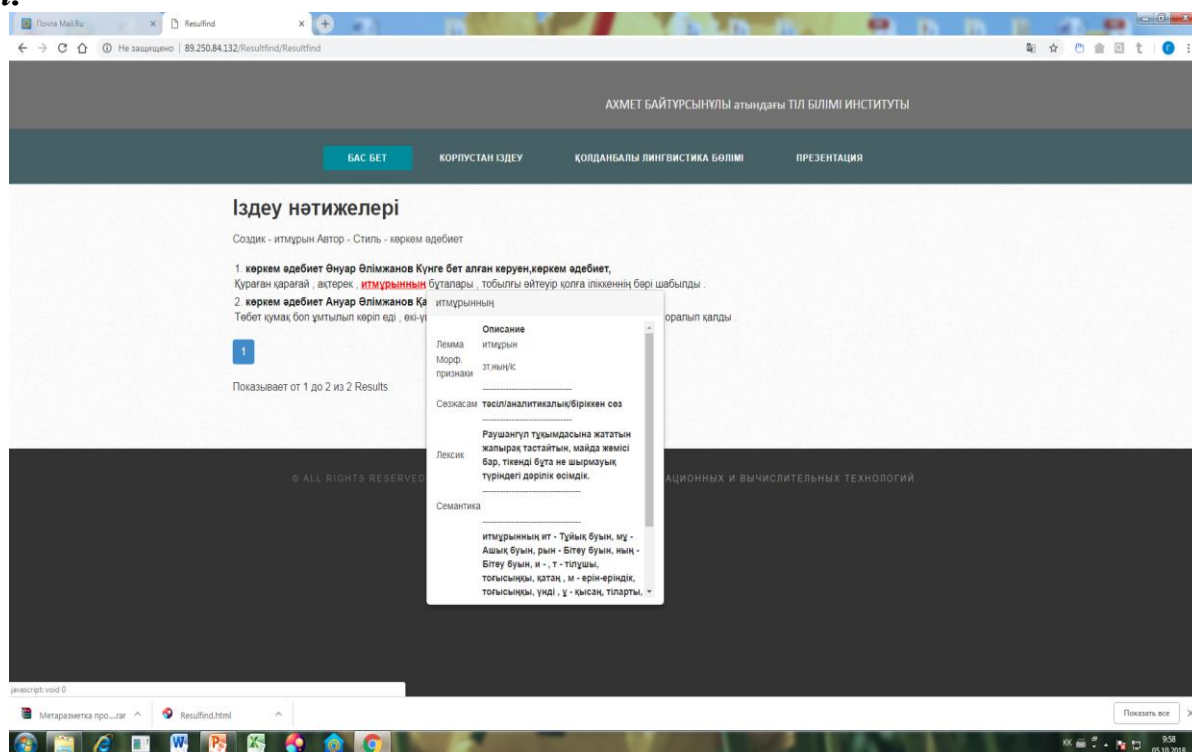 Почта Mail.Ru
Resulfind
Не защищено | 89.250.84.132/Resultfind/Resultfind
АХМЕТ БАЙТҰРСЫНҰЛЫ атындағы ТІЛ БІЛІМІ ИНСТИТУТЫ
БАС БЕТ КОРПУСТАН ІЗДЕУ ҚОЛДАНБАЛЫ ЛИНГВИСТИКА БӨЛІМІ ПРЕЗЕНТАЦИЯ
Іздеу нәтижелері
Создик - итмұрын Автор - Стиль - көркем әдебиет
1. көркем әдебиет Әнуар Әлімжанов Күнге бет алған керуен,көркем әдебиет,
Қураған қарағай , ақтерек , итмұрынның бұталары , тобылғы әйтеуір қолға іліккеннің бәрі шабылды .
2. көркем әдебиет Ануар Әлімжанов Қа
Төбет құмақ боп ұмтылып көріп еді , екі-ү
оралып қалды .
1
Показывает от 1 до 2 из 2 Results
итмұрынның
Описание
Лемма итмұрын
Морф. признаки зт,ның/іс
---------------------------------
Сөзжасам тәсіл/аналитикалық/біріккен сөз
---------------------------------
Лексик Раушангүл тұқымдасына жататын
жапырақ тастайтын, майда жемісі
бар, тікенді бұта не шырмауық
түріндегі дәрілік өсімдік.
------------------------------------
Семантика
------------------------------------
итмұрынның ит - Тұйық буын, мұ -
Ашық буын, рын - Бітеу буын, ның -
Бітеу буын, и - , т - тілұшы,
тоғысыңқы, қатаң , м - ерін-еріндік,
тоғысыңқы, үнді , ұ - қысаң, тіларты,
© ALL RIGHTS RESERVED
АЦИОННЫХ И ВЫЧИСЛИТЕЛЬНЫХ ТЕХНОЛОГИЙ
javascript: void 0
Метаразметка про....rar
Resulfind.html
Показать все
KK
9:58
05.10.2018